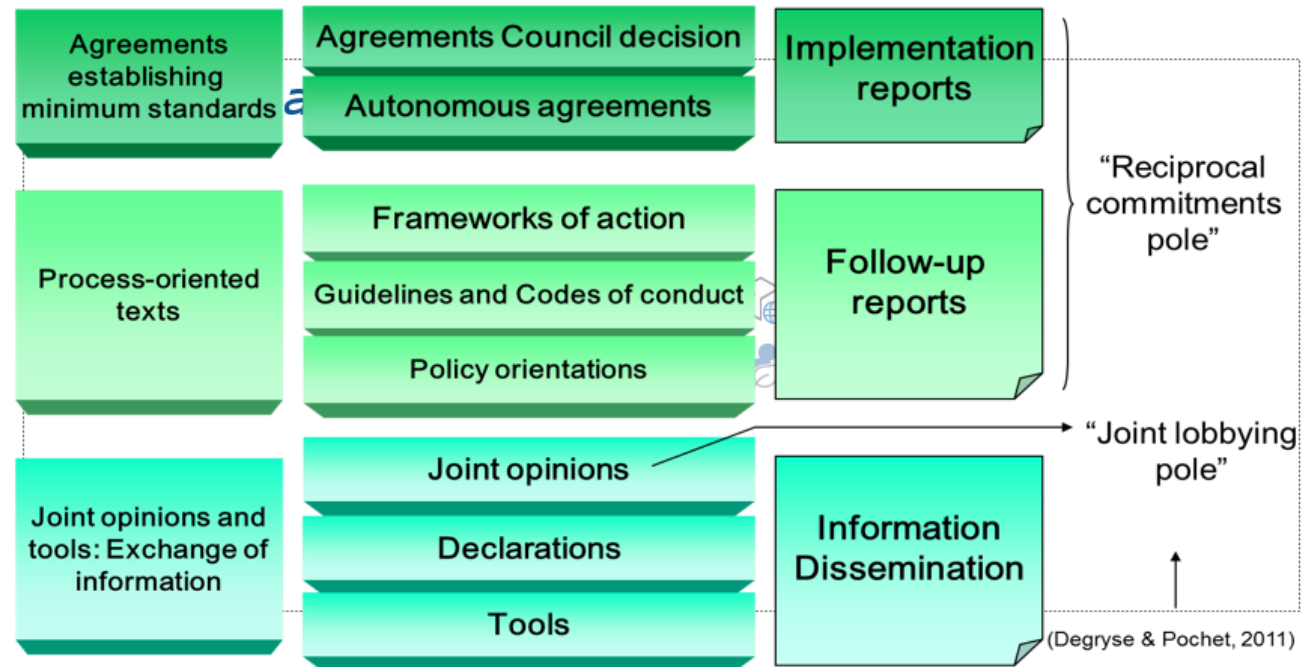 Agreements
establishing
minimum standards
a
Agreements Council decision
Autonomous agreements
Implementation
reports
Process-oriented
texts
Frameworks of action
Guidelines and Codes of conduct
Policy orientations
Follow-up
reports
“Reciprocal
commitments
pole”
Joint opinions and
tools: Exchange of
information
Joint opinions
Declarations
Tools
Information
Dissemination
“Joint lobbying
pole”
(Degryse & Pochet, 2011)